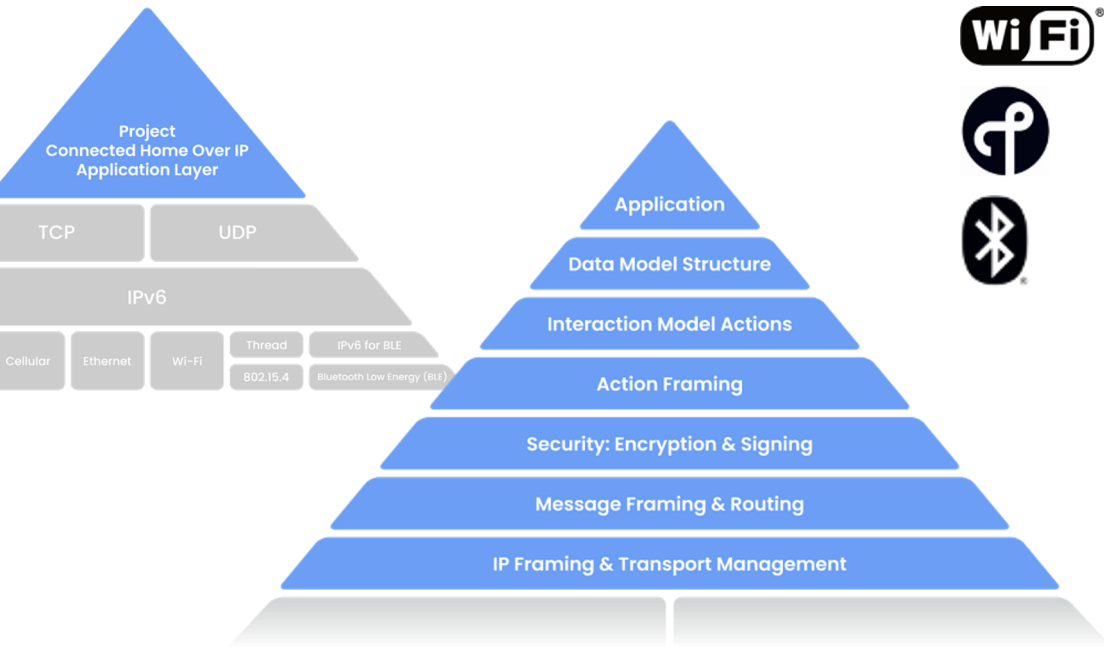 Project
Connected Home Over IP
Application Layer
TCP
UDP
IPv6
Cellular
Ethernet
Wi-Fi
Thread
802.15.4
IPv6 for BLE
Bluetooth Low Energy (BLE)
Application
Data Model Structure
Interaction Model Actions
Action Framing
Security: Encryption & Signing
Message Framing & Routing
IP Framing & Transport Management
Wi Fi ®
®